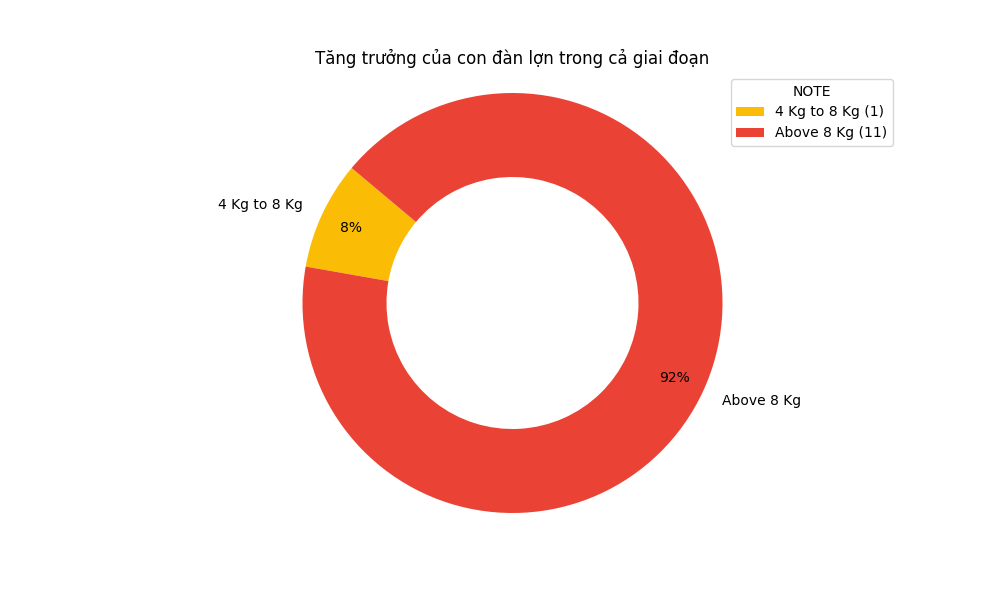 Tăng trưởng của con đàn lợn trong cả giai đoạn
NOTE
4 Kg to 8 Kg (1)
Above 8 Kg (11)
4 Kg to 8 Kg
8%
92%
Above 8 Kg